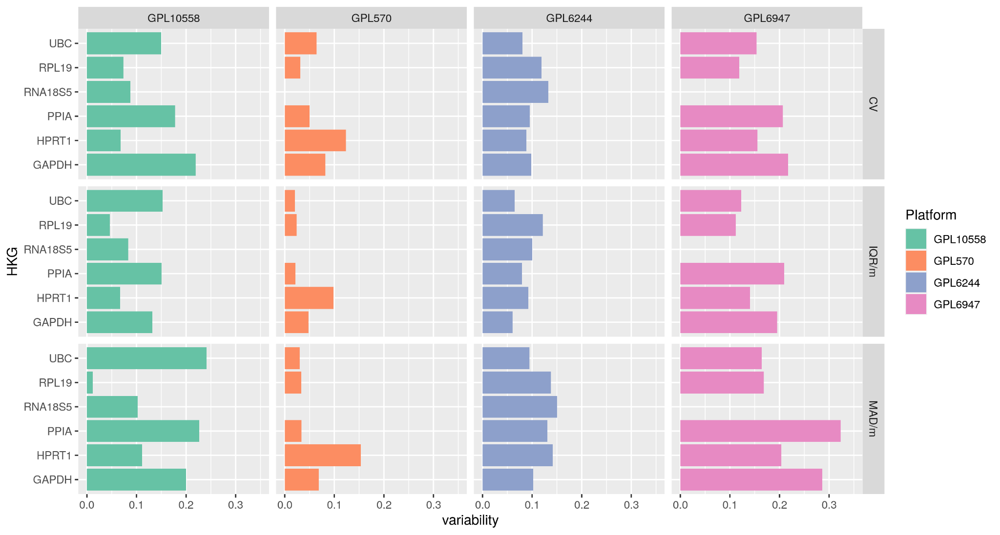 GPL10558 GPL570 GPL6244 GPL6947
UBC
RPL19
RNA18S5
PPIA
HPRT1
GAPDH
CV
UBC
RPL19
RNA18S5
PPIA
HPRT1
GAPDH
IQR/m
UBC
RPL19
RNA18S5
PPIA
HPRT1
GAPDH
MAD/m
HKG
0.0 0.1 0.2 0.3 0.0 0.1 0.2 0.3 0.0 0.1 0.2 0.3 0.0 0.1 0.2 0.3
variability
Platform
GPL10558
GPL570
GPL6244
GPL6947